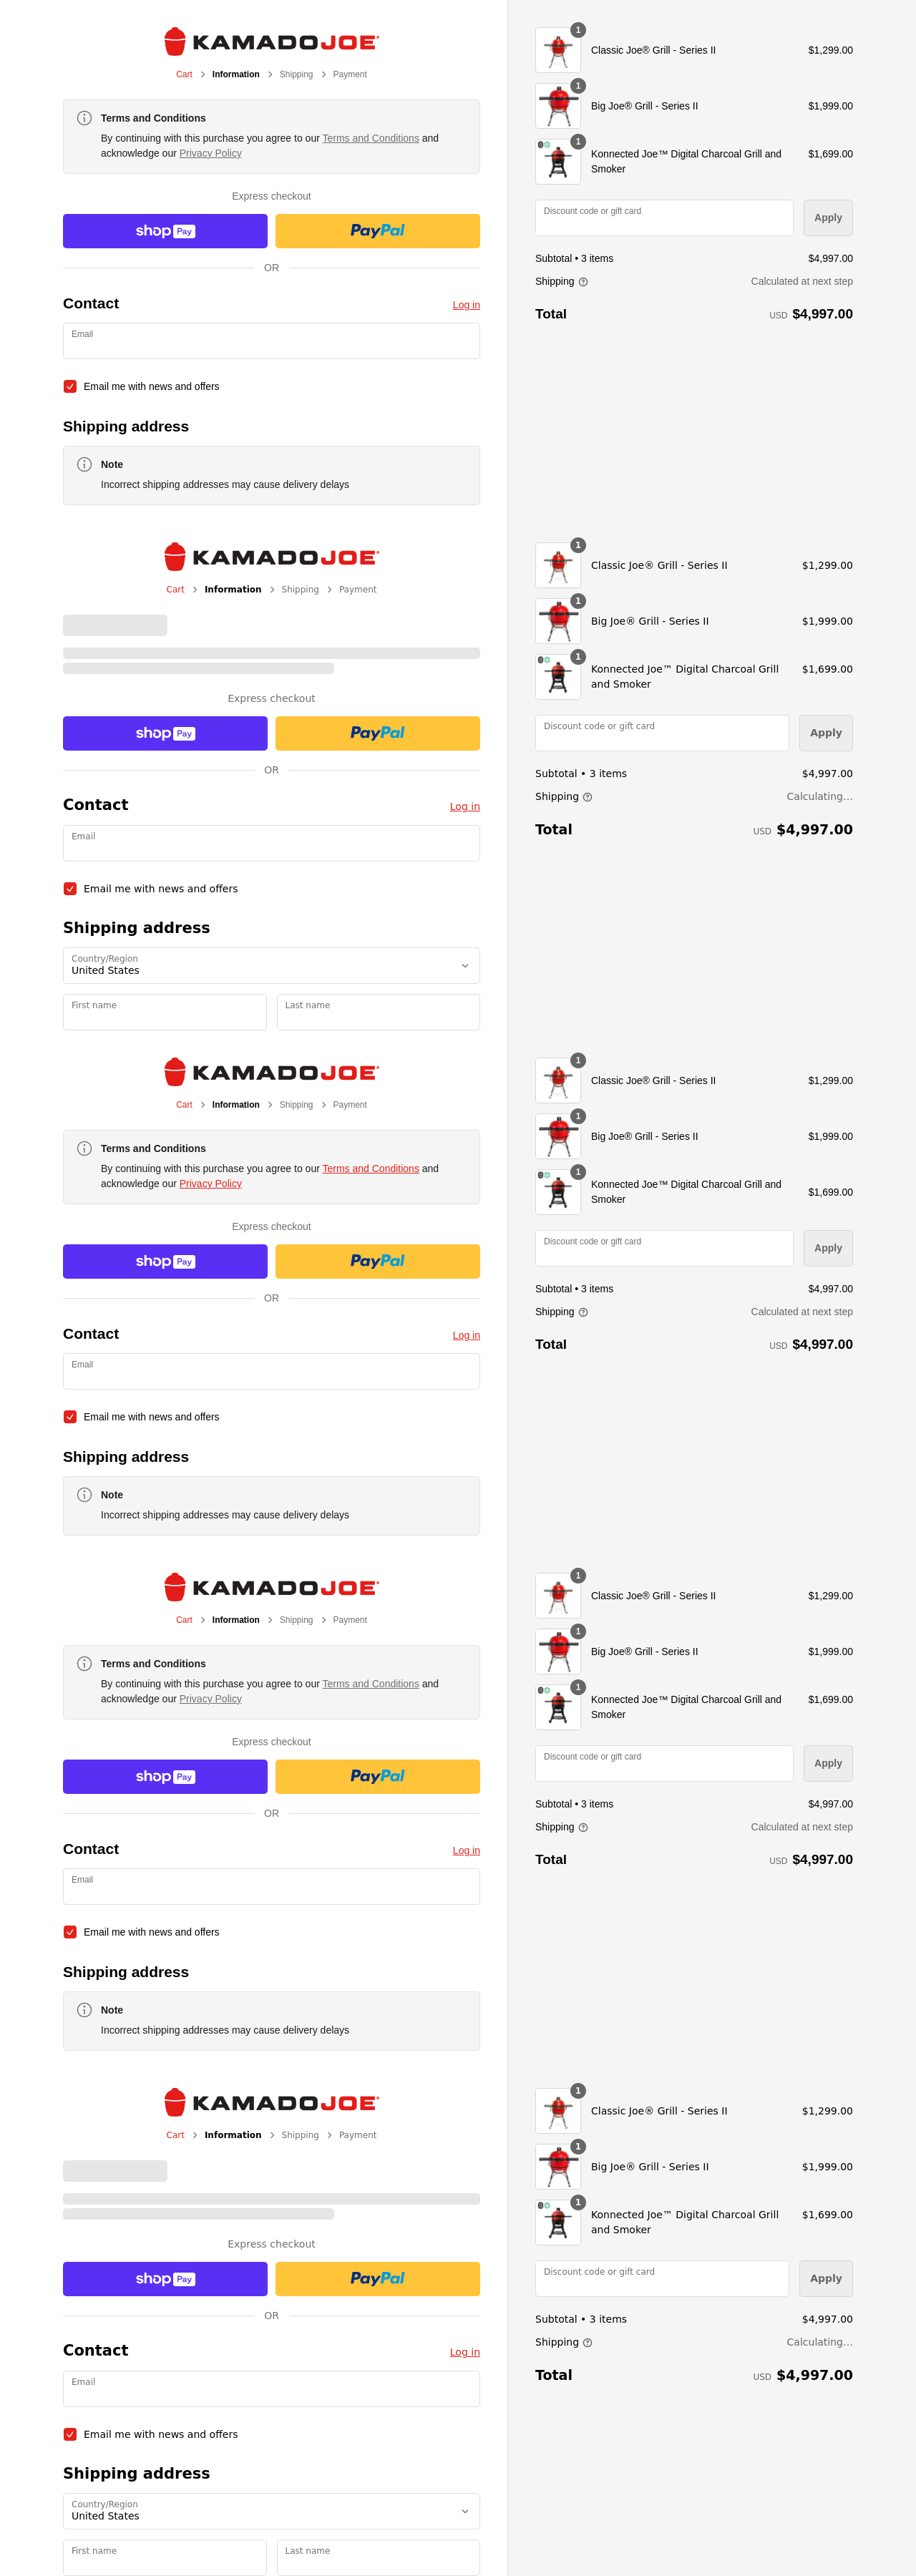 KAMADOJOE
Cart > Information > Shipping > Payment
Terms and Conditions
By continuing with this purchase you agree to our Terms and Conditions and
acknowledge our Privacy Policy
Express checkout
shop Pay
PayPal
OR
Contact
Log in
Email
Email me with news and offers
Shipping address
Note
Incorrect shipping addresses may cause delivery delays
1
Classic Joe® Grill - Series II
$1,299.00
1
Big Joe® Grill - Series II
$1,999.00
1
Konnected Joe™ Digital Charcoal Grill and
Smoker
$1,699.00
Discount code or gift card
Apply
Subtotal • 3 items
$4,997.00
Shipping
Calculated at next step
Total
USD $4,997.00
KAMADOJOE
Cart > Information > Shipping > Payment
Express checkout
shop Pay
PayPal
OR
Contact
Log in
Email
Email me with news and offers
Shipping address
Country/Region
United States
First name
Last name
1
Classic Joe® Grill - Series II
$1,299.00
1
Big Joe® Grill - Series II
$1,999.00
1
Konnected Joe™ Digital Charcoal Grill
and Smoker
$1,699.00
Discount code or gift card
Apply
Subtotal • 3 items
$4,997.00
Shipping
Calculating...
Total
USD $4,997.00
KAMADOJOE
Cart > Information > Shipping > Payment
Terms and Conditions
By continuing with this purchase you agree to our Terms and Conditions and
acknowledge our Privacy Policy
Express checkout
shop Pay
PayPal
OR
Contact
Log in
Email
Email me with news and offers
Shipping address
Note
Incorrect shipping addresses may cause delivery delays
1
Classic Joe® Grill - Series II
$1,299.00
1
Big Joe® Grill - Series II
$1,999.00
1
Konnected Joe™ Digital Charcoal Grill and
Smoker
$1,699.00
Discount code or gift card
Apply
Subtotal • 3 items
$4,997.00
Shipping
Calculated at next step
Total
USD $4,997.00
KAMADOJOE
Cart > Information > Shipping > Payment
Terms and Conditions
By continuing with this purchase you agree to our Terms and Conditions and
acknowledge our Privacy Policy
Express checkout
shop Pay
PayPal
OR
Contact
Log in
Email
Email me with news and offers
Shipping address
Note
Incorrect shipping addresses may cause delivery delays
1
Classic Joe® Grill - Series II
$1,299.00
1
Big Joe® Grill - Series II
$1,999.00
1
Konnected Joe™ Digital Charcoal Grill and
Smoker
$1,699.00
Discount code or gift card
Apply
Subtotal • 3 items
$4,997.00
Shipping
Calculated at next step
Total
USD $4,997.00
KAMADOJOE
Cart > Information > Shipping > Payment
Express checkout
shop Pay
PayPal
OR
Contact
Log in
Email
Email me with news and offers
Shipping address
Country/Region
United States
First name
Last name
1
Classic Joe® Grill - Series II
$1,299.00
1
Big Joe® Grill - Series II
$1,999.00
1
Konnected Joe™ Digital Charcoal Grill
and Smoker
$1,699.00
Discount code or gift card
Apply
Subtotal • 3 items
$4,997.00
Shipping
Calculating...
Total
USD $4,997.00